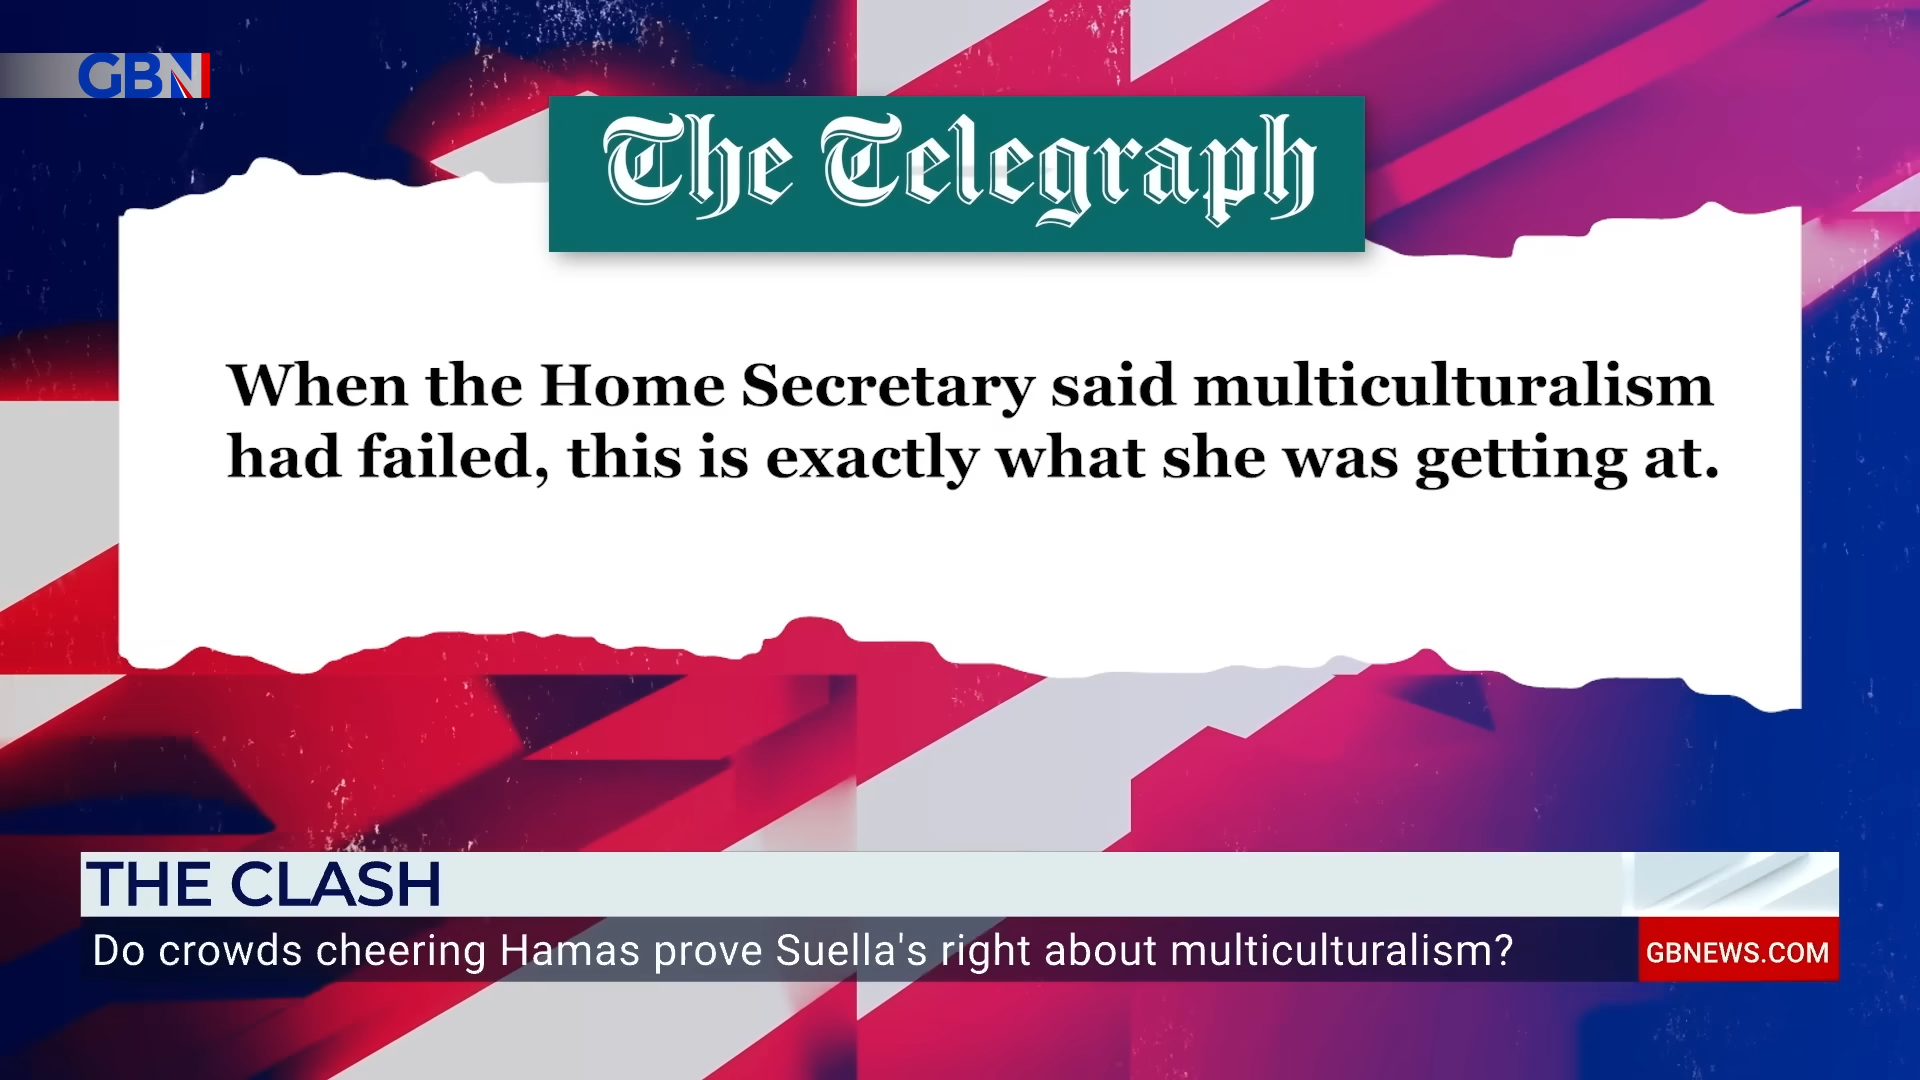 GBN
The Telegraph
When the Home Secretary said multiculturalism
had failed, this is exactly what she was getting at.
THE CLASH
Do crowds cheering Hamas prove Suella's right about multiculturalism?
GBNEWS.COM